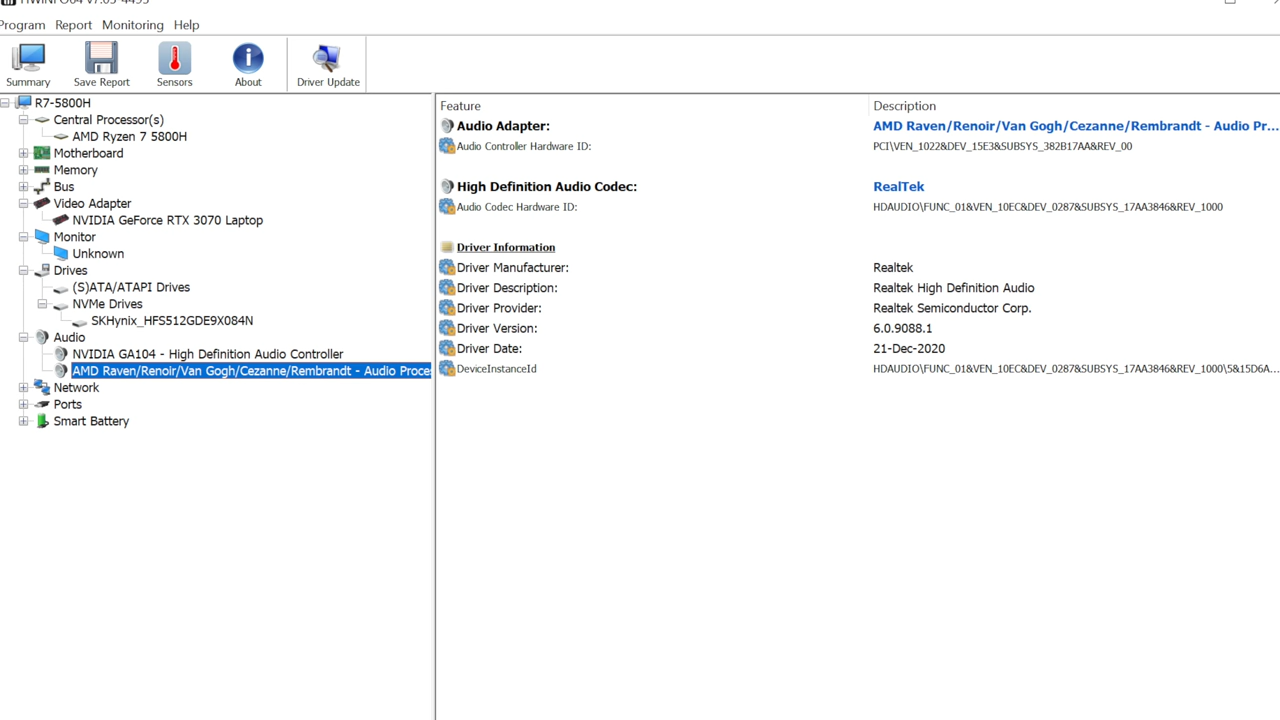 Program Report Monitoring Help
Summary Save Report Sensors About Driver Update
R7-5800H
Central Processor(s)
AMD Ryzen 7 5800H
Motherboard
Memory
Bus
Video Adapter
NVIDIA GeForce RTX 3070 Laptop
Monitor
Unknown
Drives
(S)ATA/ATAPI Drives
NVMe Drives
SKHynix_HFS512GDE9X084N
Audio
NVIDIA GA104 - High Definition Audio Controller
AMD Raven/Renoir/Van Gogh/Cezanne/Rembrandt - Audio Proces
Network
Ports
Smart Battery
Feature Description
Audio Adapter: AMD Raven/Renoir/Van Gogh/Cezanne/Rembrandt - Audio Pr...
Audio Controller Hardware ID: PCI\VEN_1022&DEV_15E3&SUBSYS_382B17AA&REV_00
High Definition Audio Codec: RealTek
Audio Codec Hardware ID: HDAUDIO\FUNC_01&VEN_10EC&DEV_0287&SUBSYS_17AA3846&REV_1000
Driver Information
Driver Manufacturer: Realtek
Driver Description: Realtek High Definition Audio
Driver Provider: Realtek Semiconductor Corp.
Driver Version: 6.0.9088.1
Driver Date: 21-Dec-2020
DeviceInstanceId HDAUDIO\FUNC_01&VEN_10EC&DEV_0287&SUBSYS_17AA3846&REV_1000\5&15D6A...